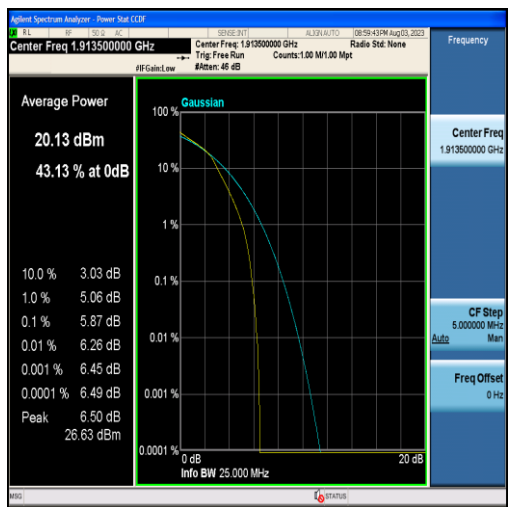 Agilent Spectrum Analyzer - Power Stat CCDF
RL RF 50 Ω AC SENSE:INT ALIGN AUTO 08:59:43PM Aug 03, 2023
Center Freq 1.913500000 GHz
Center Freq: 1.913500000 GHz Radio Std: None
Trig: Free Run Counts:1.00 M/1.00 Mpt
#IFGain:Low #Atten: 46 dB
Frequency
Average Power
20.13 dBm
43.13 % at 0dB
10.0 % 3.03 dB
1.0 % 5.06 dB
0.1 % 5.87 dB
0.01 % 6.26 dB
0.001 % 6.45 dB
0.0001 % 6.49 dB
Peak 6.50 dB
26.63 dBm
Gaussian
100 %
10 %
1 %
0.1 %
0.01 %
0.001 %
0.0001 %
0 dB 20 dB
Info BW 25.000 MHz
Center Freq
1.913500000 GHz
CF Step
5.000000 MHz
Auto Man
Freq Offset
0 Hz
MSG STATUS